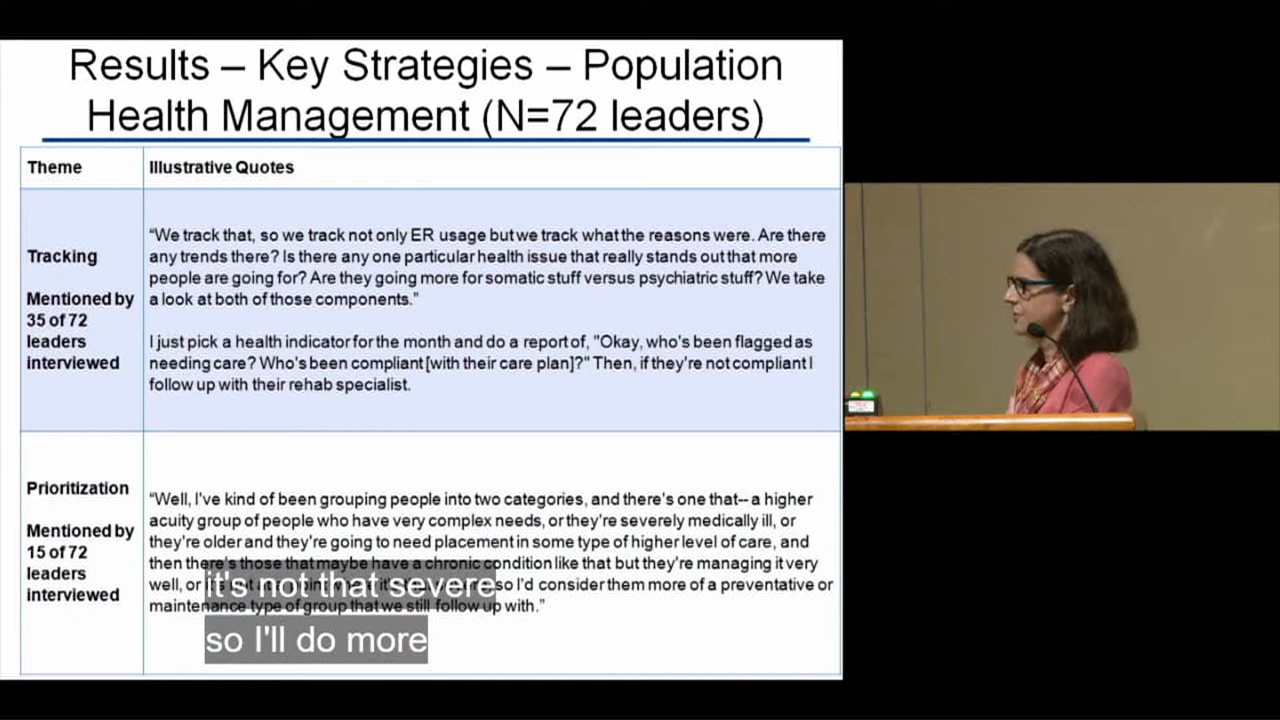 Results – Key Strategies – Population
Health Management (N=72 leaders)
Theme
Illustrative Quotes
Tracking
Mentioned by
35 of 72
leaders
interviewed
“We track that, so we track not only ER usage but we track what the reasons were. Are there
any trends there? Is there any one particular health issue that really stands out that more
people are going for? Are they going more for somatic stuff versus psychiatric stuff? We take
a look at both of those components.”
I just pick a health indicator for the month and do a report of, "Okay, who's been flagged as
needing care? Who's been compliant [with their care plan]?" Then, if they're not compliant I
follow up with their rehab specialist.
Prioritization
Mentioned by
15 of 72
leaders
interviewed
“Well, I've kind of been grouping people into two categories, and there's one that-- a higher
acuity group of people who have very complex needs, or they're severely medically ill, or
they're older and they're going to need placement in some type of higher level of care, and
then there's those that maybe have a chronic condition like that but they're managing it very
well, or so I'd consider them more of a preventative or
maintenance type of group that we still follow up with.”
it's not that severe
so I'll do more